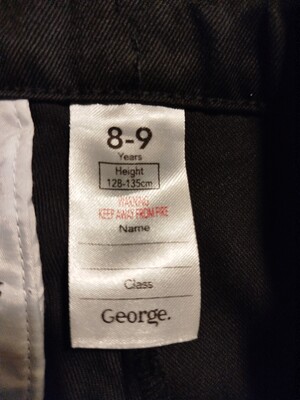 8-9
Years
Height
128-135cm
WARNING
KEEP AWAY FROM FIRE
Name
Class
George.